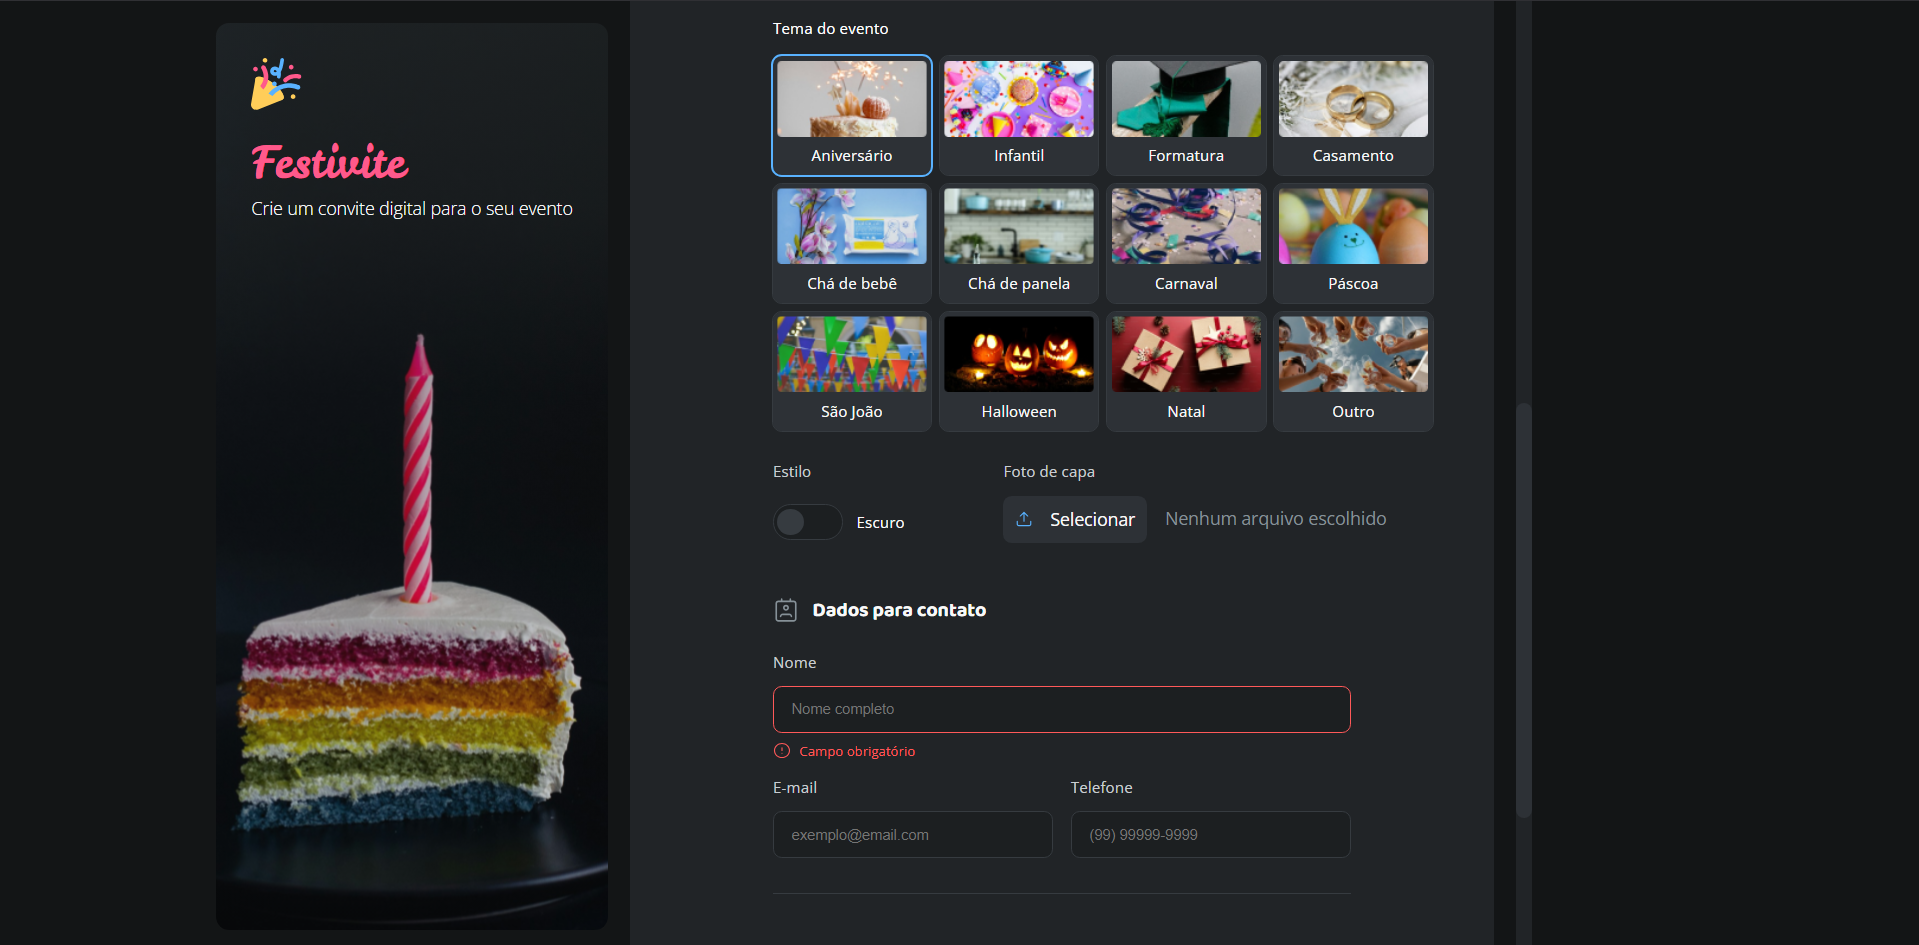 Festivite
Crie um convite digital para o seu evento
Tema do evento
Aniversário
Infantil
Formatura
Casamento
Chá de bebê
Chá de panela
Carnaval
Páscoa
São João
Halloween
Natal
Outro
Estilo
Escuro
Foto de capa
Selecionar
Nenhum arquivo escolhido
Dados para contato
Nome
Nome completo
Campo obrigatório
E-mail
exemplo@email.com
Telefone
(99) 99999-9999